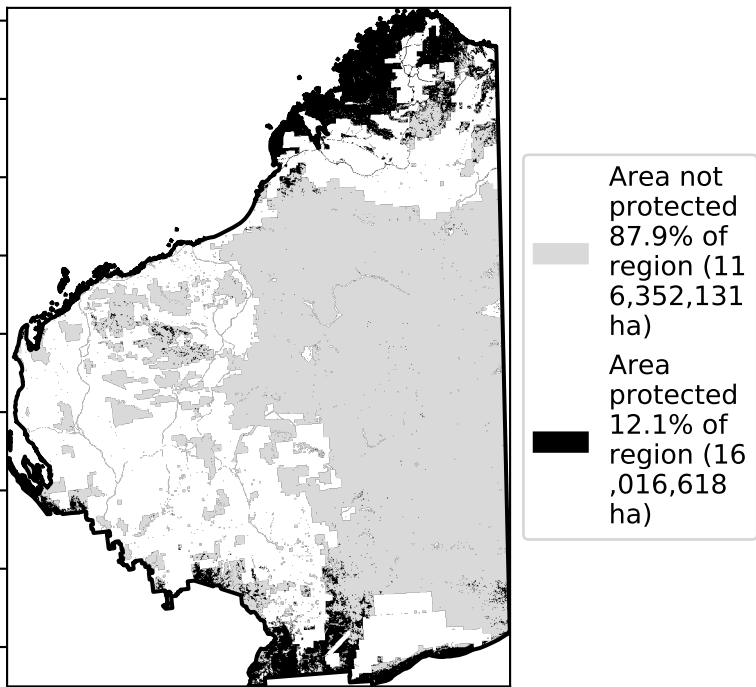 Area not
protected
87.9% of
region (11
6,352,131
ha)
Area
protected
12.1% of
region (16
,016,618
ha)